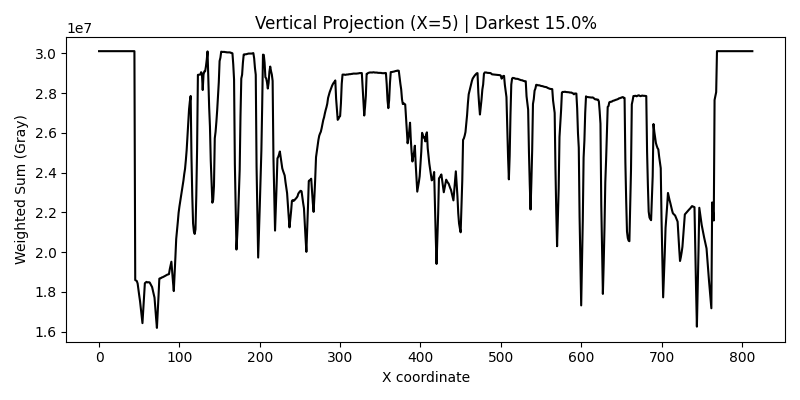 Vertical Projection (X=5) | Darkest 15.0%
1e7
3.0
2.8
2.6
2.4
2.2
2.0
1.8
1.6
Weighted Sum (Gray)
0 100 200 300 400 500 600 700 800
X coordinate